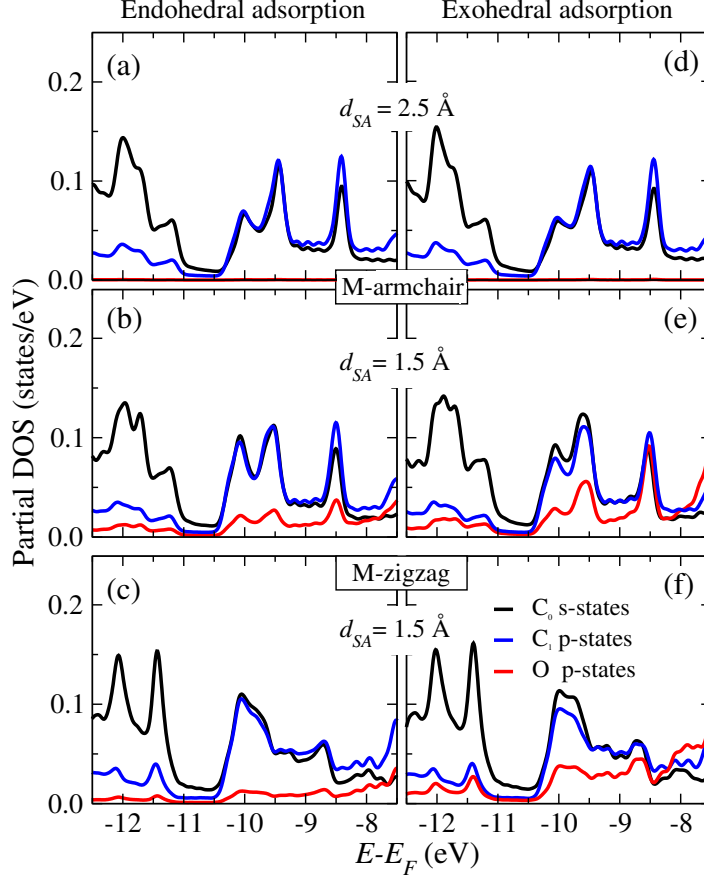 Endohedral adsorption
Exohedral adsorption
(a)
(d)
0.2
d_SA = 2.5 Å
0.1
0.0
M-armchair
(b)
(e)
0.2
d_SA = 1.5 Å
0.1
0.0
M-zigzag
(c)
(f)
0.2
C₀ s-states
d_SA = 1.5 Å
C₁ p-states
O p-states
0.1
0.0
-12 -11 -10 -9 -8 -12 -11 -10 -9 -8
E-E_F (eV)
Partial DOS (states/eV)